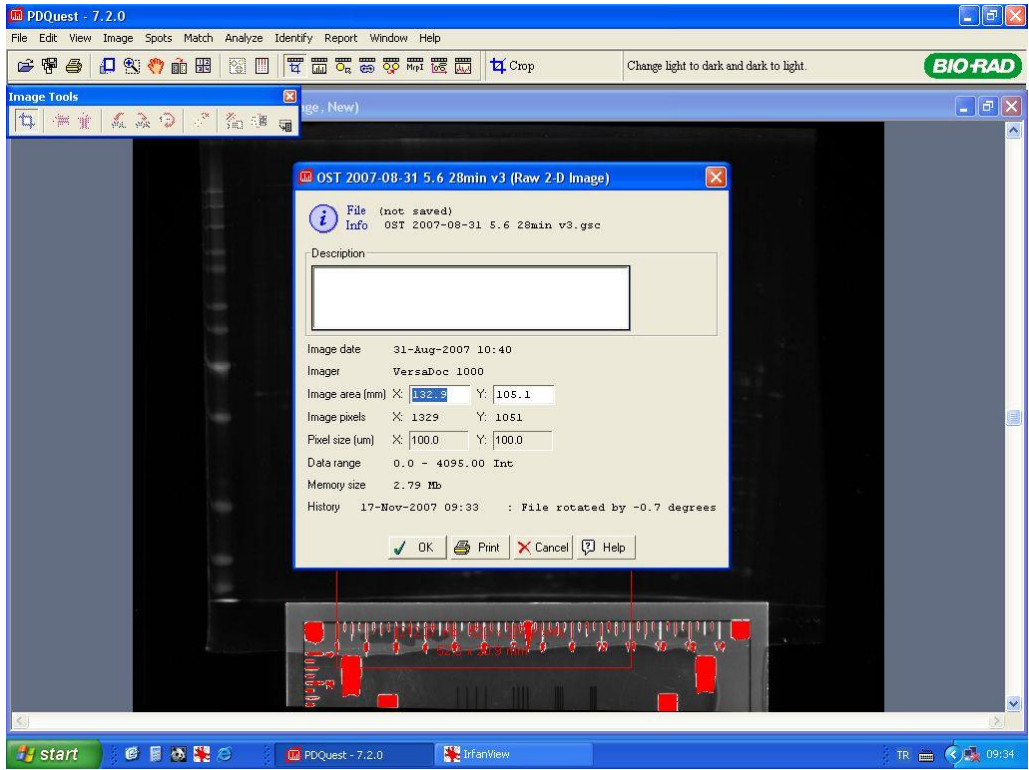 PDQuest - 7.2.0
File Edit View Image Spots Match Analyze Identify Report Window Help
Crop
Change light to dark and dark to light.
BIO-RAD
Image Tools
ge, New)
OST 2007-08-31 5.6 28min v3 (Raw 2-D Image)
File (not saved)
Info OST 2007-08-31 5.6 28min v3.gsc
Description
Image date 31-Aug-2007 10:40
Imager VersaDoc 1000
Image area (mm) X: 132.9 Y: 105.1
Image pixels X: 1329 Y: 1051
Pixel size (um) X: 100.0 Y: 100.0
Data range 0.0 - 4095.00 Int
Memory size 2.79 Mb
History 17-Nov-2007 09:33 : File rotated by -0.7 degrees
OK Print Cancel Help
start PDQuest - 7.2.0 IrfanView TR 09:34